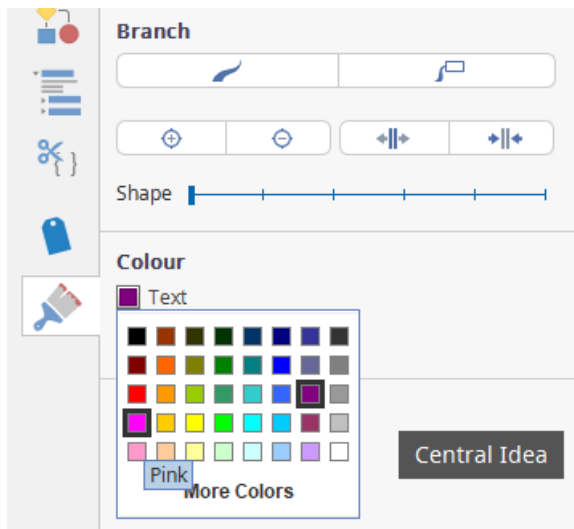 Branch
Shape
Colour
Text
Central Idea
Pink
More Colors